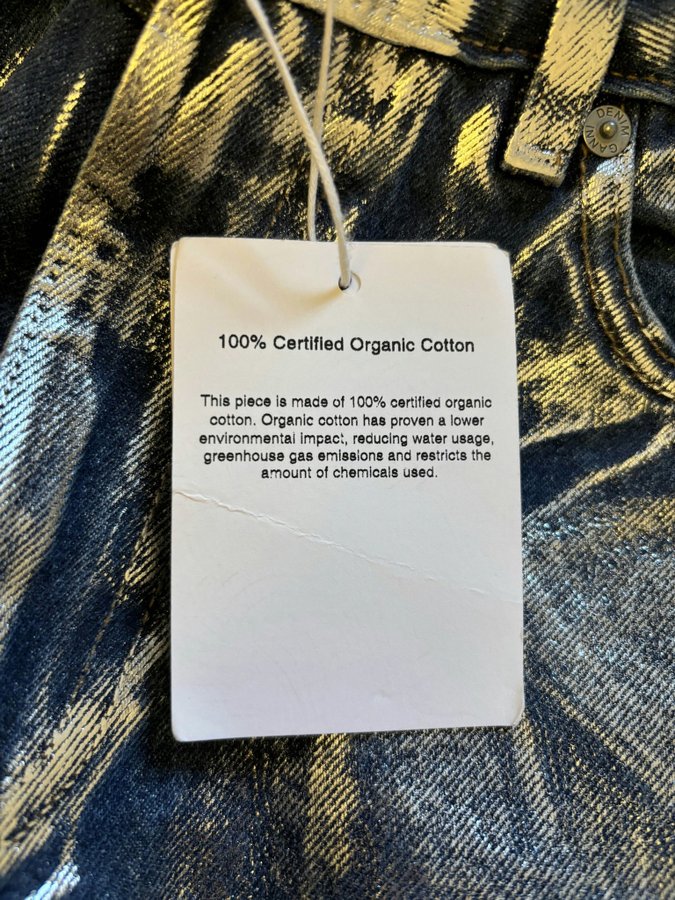 DENIM
GANNI
100% Certified Organic Cotton
This piece is made of 100% certified organic
cotton. Organic cotton has proven a lower
environmental impact, reducing water usage,
greenhouse gas emissions and restricts the
amount of chemicals used.